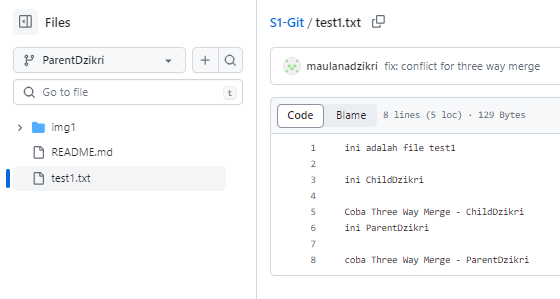 Files
ParentDzikri
Go to file
t
img1
README.md
test1.txt
S1-Git / test1.txt
maulanadzikri fix: conflict for three way merge
Code Blame 8 lines (5 loc) · 129 Bytes
1 ini adalah file test1
2
3 ini ChildDzikri
4
5 Coba Three Way Merge - ChildDzikri
6 ini ParentDzikri
7
8 coba Three Way Merge - ParentDzikri